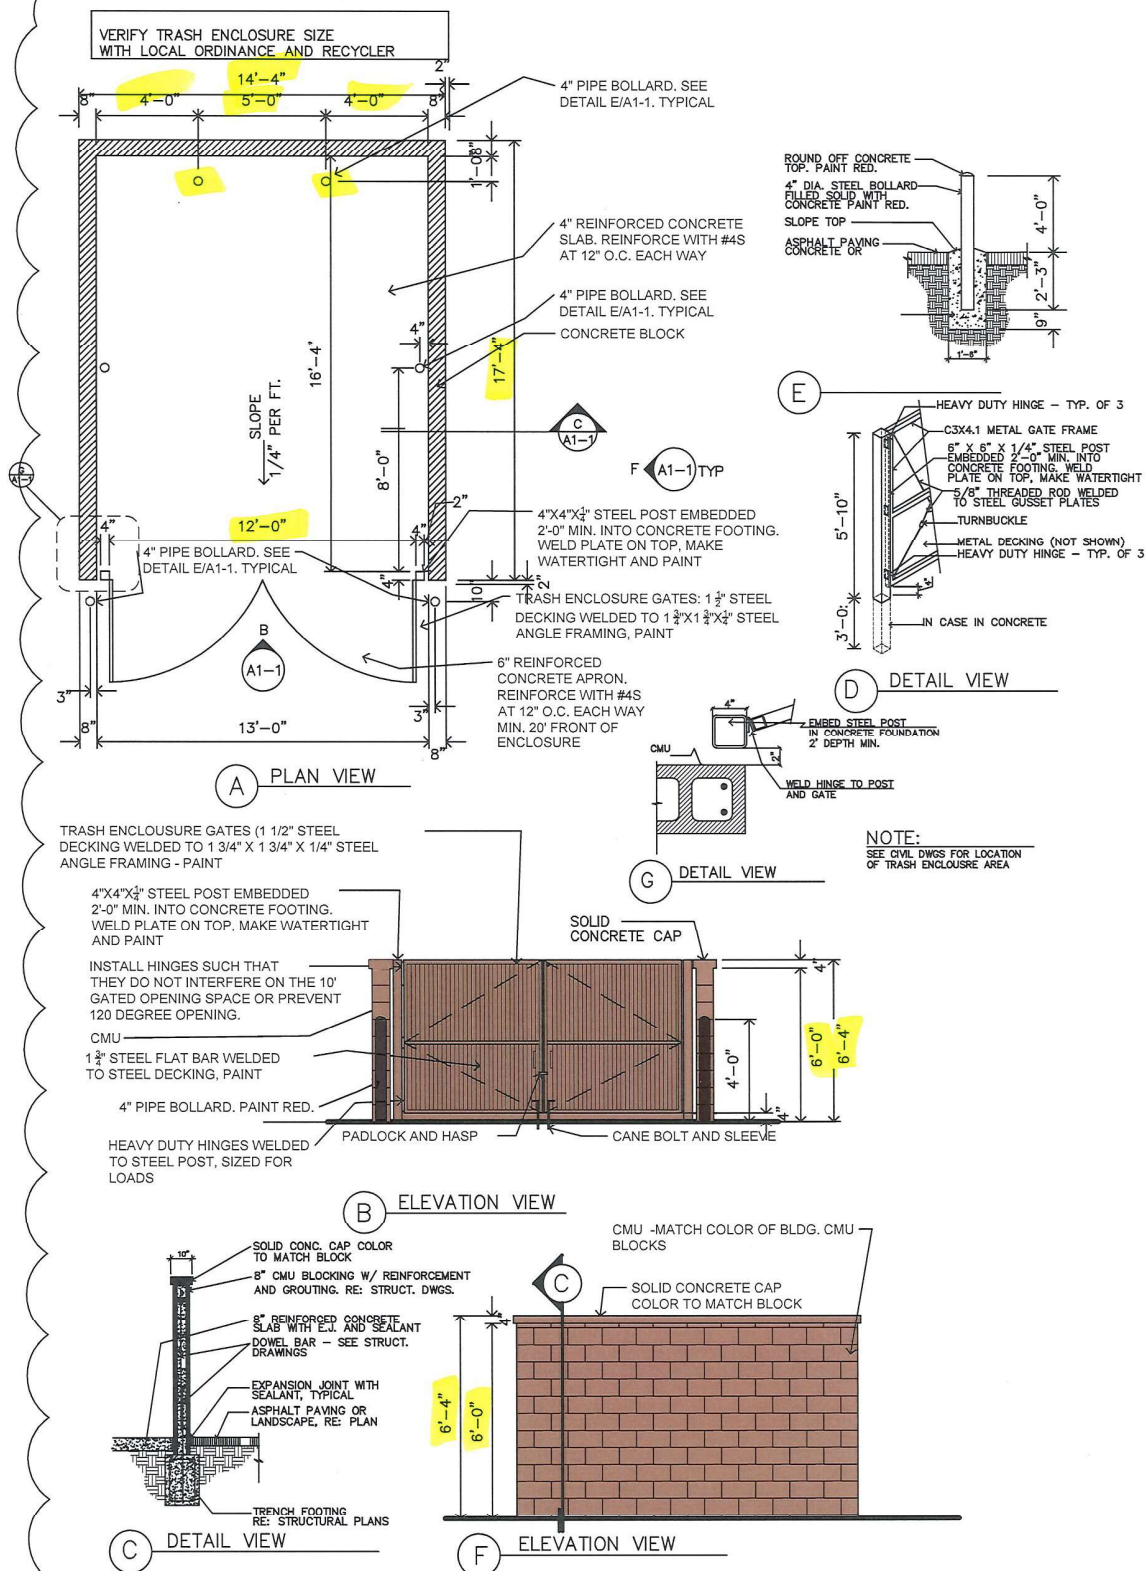 VERIFY TRASH ENCLOSURE SIZE
WITH LOCAL ORDINANCE AND RECYCLER
14'-4"
2"
8"
4'-0"
5'-0"
4'-0"
8"
4" PIPE BOLLARD. SEE
DETAIL E/A1-1. TYPICAL
8"
1'-0"
4" REINFORCED CONCRETE
SLAB. REINFORCE WITH #4S
AT 12" O.C. EACH WAY
4" PIPE BOLLARD. SEE
DETAIL E/A1-1. TYPICAL
CONCRETE BLOCK
4"
16'-4'
17'-4"
SLOPE
1/4" PER FT.
8'-0"
C
A1-1
F
A1-1
TYP
G
A1-1
2"
4"
12'-0"
4"
4" PIPE BOLLARD. SEE
DETAIL E/A1-1. TYPICAL
4"X4"X1/4" STEEL POST EMBEDDED
2'-0" MIN. INTO CONCRETE FOOTING.
WELD PLATE ON TOP, MAKE
WATERTIGHT AND PAINT
4"
10"
2"
TRASH ENCLOSURE GATES: 1 1/2" STEEL
DECKING WELDED TO 1 3/4"X1 3/4"X1/4" STEEL
ANGLE FRAMING, PAINT
B
A1-1
6" REINFORCED
CONCRETE APRON.
REINFORCE WITH #4S
AT 12" O.C. EACH WAY
MIN. 20' FRONT OF
ENCLOSURE
3"
3"
8"
13'-0"
8"
A
PLAN VIEW
ROUND OFF CONCRETE
TOP. PAINT RED.
4" DIA. STEEL BOLLARD
FILLED SOLID WITH
CONCRETE PAINT RED.
SLOPE TOP
ASPHALT PAVING
CONCRETE OR
4'-0"
2'-3"
9"
1'-6"
E
HEAVY DUTY HINGE - TYP. OF 3
C3X4.1 METAL GATE FRAME
6" X 6" X 1/4" STEEL POST
EMBEDDED 2'-0" MIN. INTO
CONCRETE FOOTING. WELD
PLATE ON TOP, MAKE WATERTIGHT
5/8" THREADED ROD WELDED
TO STEEL GUSSET PLATES
TURNBUCKLE
METAL DECKING (NOT SHOWN)
HEAVY DUTY HINGE - TYP. OF 3
5'-10"
4"
3'-0:
IN CASE IN CONCRETE
D
DETAIL VIEW
4"
EMBED STEEL POST
IN CONCRETE FOUNDATION
2' DEPTH MIN.
CMU
2"
WELD HINGE TO POST
AND GATE
G
DETAIL VIEW
NOTE:
SEE CIVIL DWGS FOR LOCATION
OF TRASH ENCLOUSRE AREA
TRASH ENCLOUSURE GATES (1 1/2" STEEL
DECKING WELDED TO 1 3/4" X 1 3/4" X 1/4" STEEL
ANGLE FRAMING - PAINT
4"X4"X1/4" STEEL POST EMBEDDED
2'-0" MIN. INTO CONCRETE FOOTING.
WELD PLATE ON TOP, MAKE WATERTIGHT
AND PAINT
INSTALL HINGES SUCH THAT
THEY DO NOT INTERFERE ON THE 10'
GATED OPENING SPACE OR PREVENT
120 DEGREE OPENING.
CMU
1 3/4" STEEL FLAT BAR WELDED
TO STEEL DECKING, PAINT
4" PIPE BOLLARD. PAINT RED.
HEAVY DUTY HINGES WELDED
TO STEEL POST, SIZED FOR
LOADS
SOLID
CONCRETE CAP
4"
4'-0"
6'-0"
6'-4"
4"
PADLOCK AND HASP
CANE BOLT AND SLEEVE
B
ELEVATION VIEW
10"
SOLID CONC. CAP COLOR
TO MATCH BLOCK
8" CMU BLOCKING W/ REINFORCEMENT
AND GROUTING. RE: STRUCT. DWGS.
8" REINFORCED CONCRETE
SLAB WITH E.J. AND SEALANT
DOWEL BAR - SEE STRUCT.
DRAWINGS
EXPANSION JOINT WITH
SEALANT, TYPICAL
ASPHALT PAVING OR
LANDSCAPE, RE: PLAN
TRENCH FOOTING
RE: STRUCTURAL PLANS
C
DETAIL VIEW
CMU -MATCH COLOR OF BLDG. CMU
BLOCKS
C
SOLID CONCRETE CAP
COLOR TO MATCH BLOCK
4"
6'-4"
6'-0"
F
ELEVATION VIEW